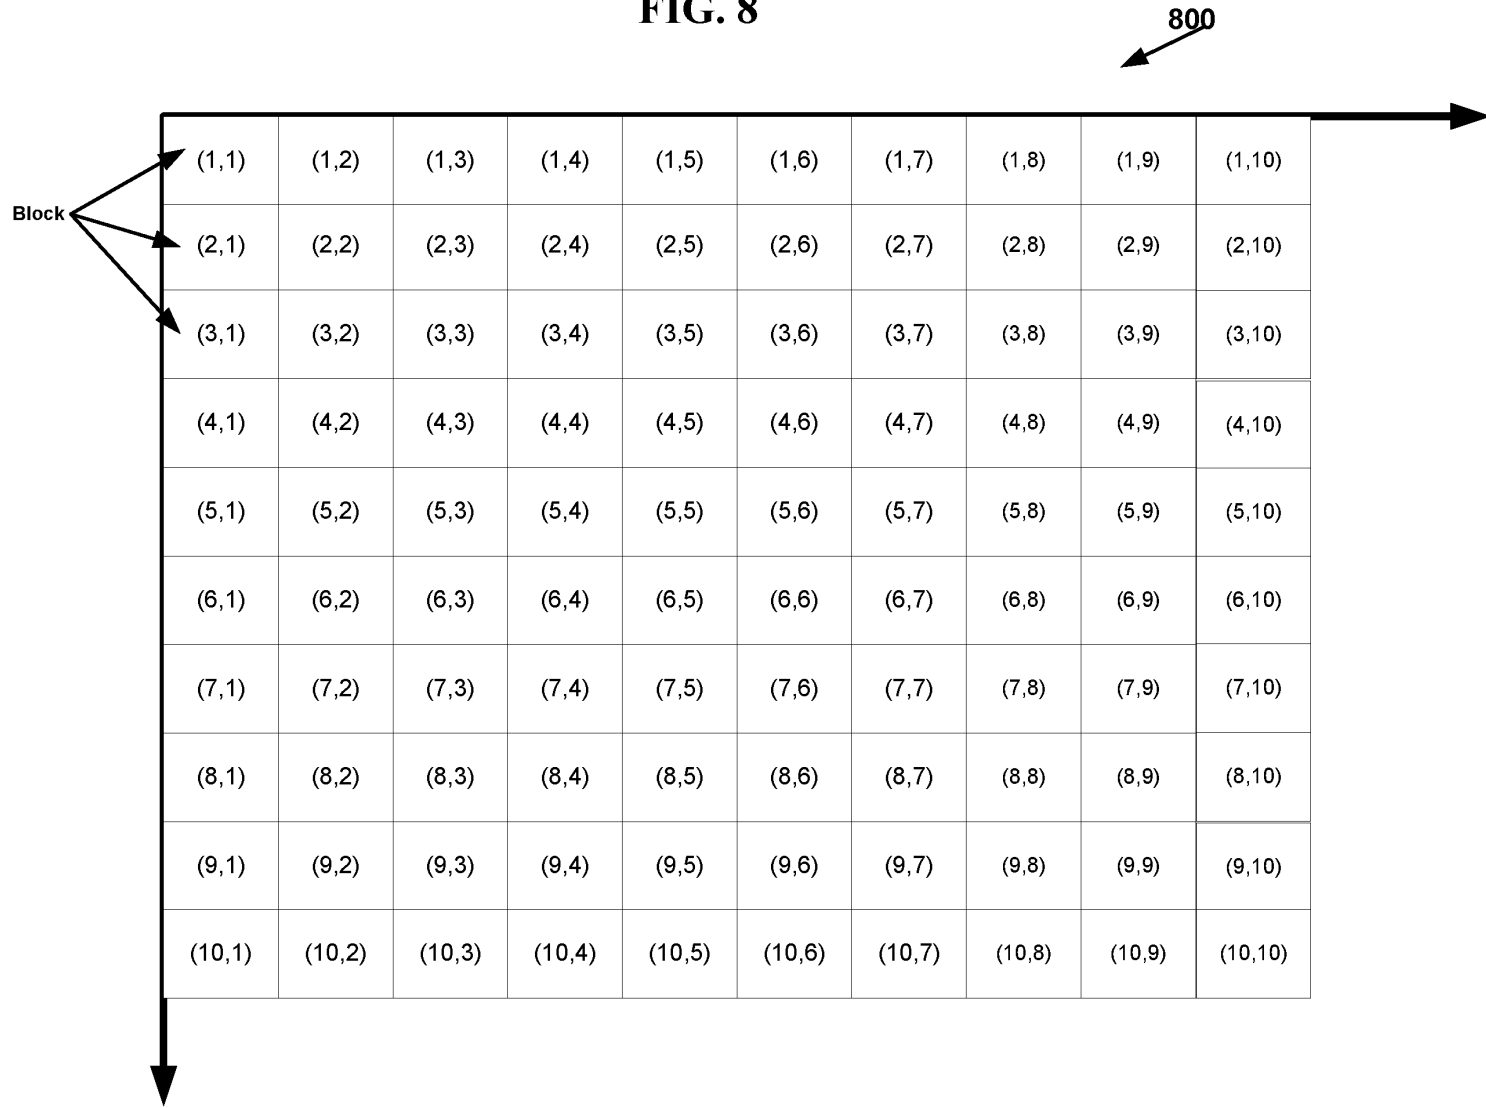 FIG. 8
800
(1,1) (1,2) (1,3) (1,4) (1,5) (1,6) (1,7) (1,8) (1,9) (1,10)
Block
(2,1) (2,2) (2,3) (2,4) (2,5) (2,6) (2,7) (2,8) (2,9) (2,10)
(3,1) (3,2) (3,3) (3,4) (3,5) (3,6) (3,7) (3,8) (3,9) (3,10)
(4,1) (4,2) (4,3) (4,4) (4,5) (4,6) (4,7) (4,8) (4,9) (4,10)
(5,1) (5,2) (5,3) (5,4) (5,5) (5,6) (5,7) (5,8) (5,9) (5,10)
(6,1) (6,2) (6,3) (6,4) (6,5) (6,6) (6,7) (6,8) (6,9) (6,10)
(7,1) (7,2) (7,3) (7,4) (7,5) (7,6) (7,7) (7,8) (7,9) (7,10)
(8,1) (8,2) (8,3) (8,4) (8,5) (8,6) (8,7) (8,8) (8,9) (8,10)
(9,1) (9,2) (9,3) (9,4) (9,5) (9,6) (9,7) (9,8) (9,9) (9,10)
(10,1) (10,2) (10,3) (10,4) (10,5) (10,6) (10,7) (10,8) (10,9) (10,10)